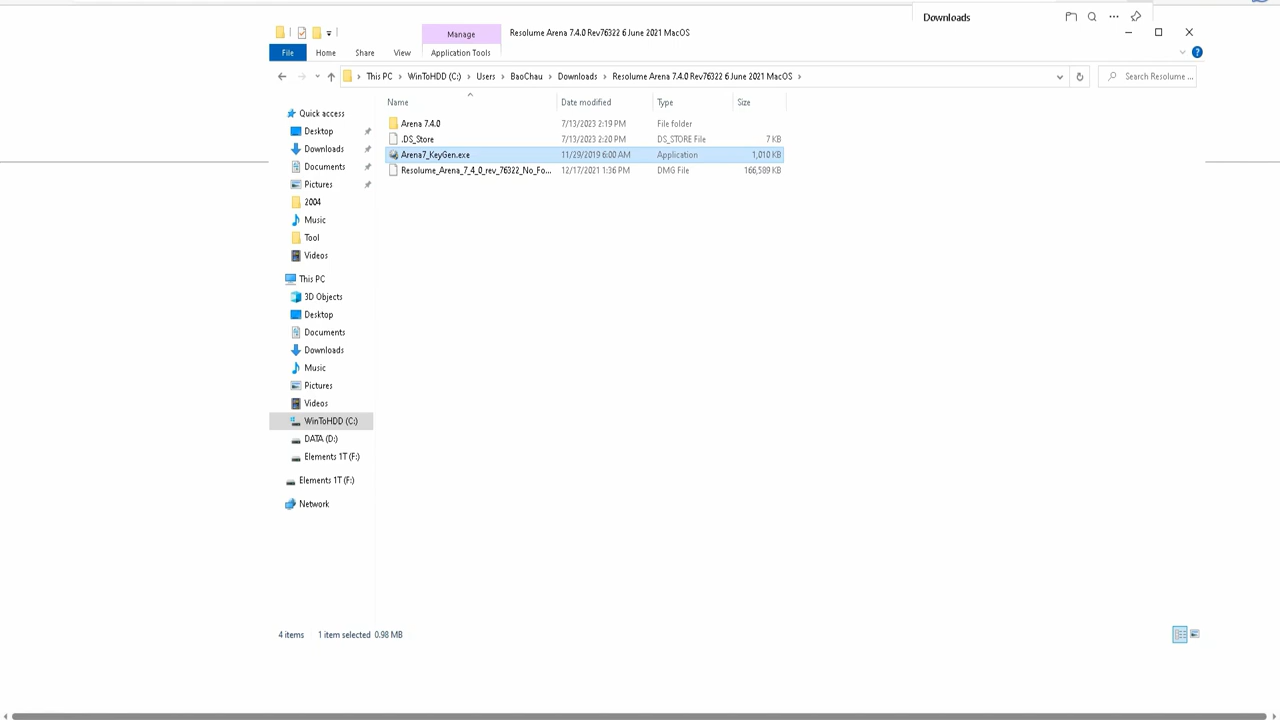 Downloads
Manage
Resolume Arena 7.4.0 Rev76322 6 June 2021 MacOS
File Home Share View Application Tools
This PC > WinToHDD (C:) > Users > BaoChau > Downloads > Resolume Arena 7.4.0 Rev76322 6 June 2021 MacOS >
Search Resolume ...
Name Date modified Type Size
Arena 7.4.0 7/13/2023 2:19 PM File folder
.DS_Store 7/13/2023 2:20 PM DS_STORE File 7 KB
Arena7_KeyGen.exe 11/29/2019 6:00 AM Application 1,010 KB
Resolume_Arena_7_4_0_rev_76322_No_Fo... 12/17/2021 1:36 PM DMG File 166,589 KB
Quick access
Desktop
Downloads
Documents
Pictures
2004
Music
Tool
Videos
This PC
3D Objects
Desktop
Documents
Downloads
Music
Pictures
Videos
WinToHDD (C:)
DATA (D:)
Elements 1T (F:)
Elements 1T (F:)
Network
4 items 1 item selected 0.98 MB